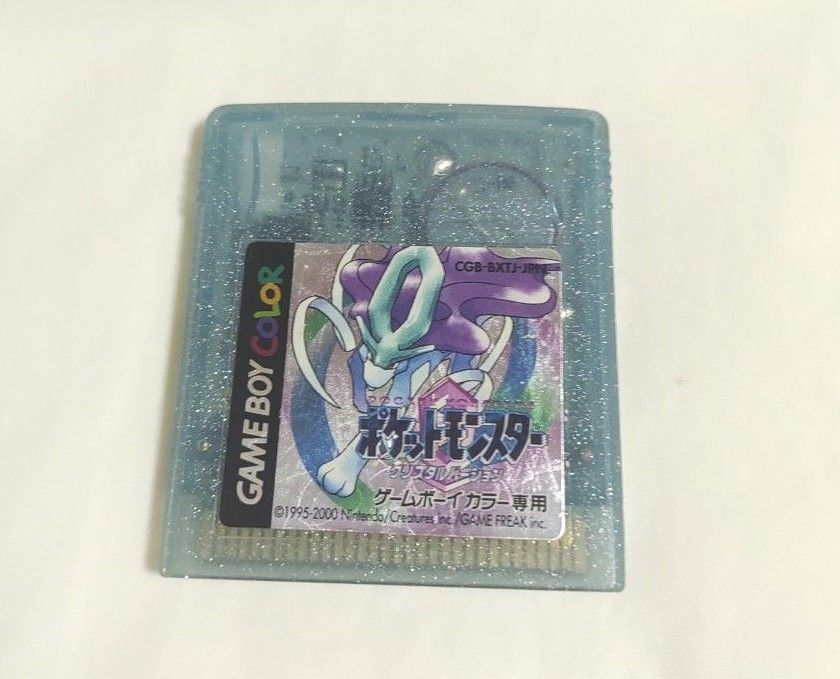 GAME BOY COLOR
CGB-BXTJ-JPN
ポケットモンスター
クリスタルバージョン
ゲームボーイカラー専用
©1995-2000 Nintendo/Creatures inc./GAME FREAK inc.